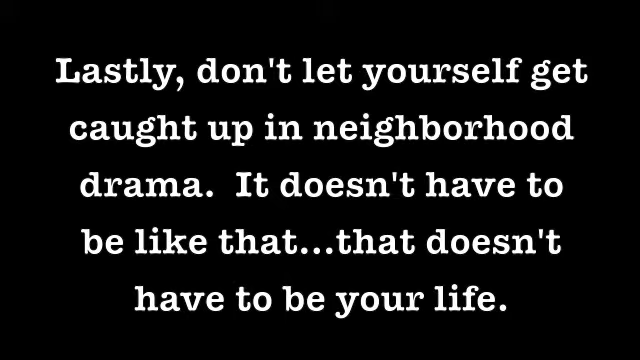 Lastly, don't let yourself get
caught up in neighborhood
drama.  It doesn't have to
be like that...that doesn't
have to be your life.